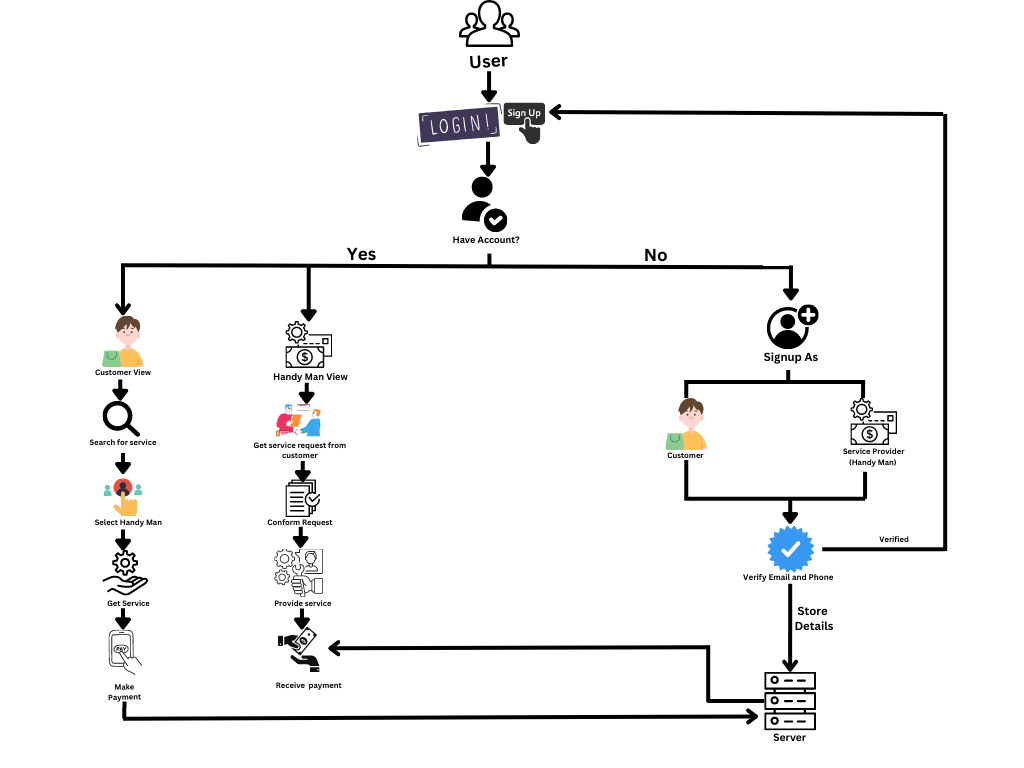 User
LOGIN!
Sign Up
Have Account?
Yes
No
Customer View
Handy Man View
Signup As
Search for service
Get service request from
customer
Customer
Service Provider
(Handy Man)
Select Handy Man
Conform Request
Verified
Verify Email and Phone
Get Service
Provide service
Store
Details
PAY
Make
Payment
Receive payment
Server